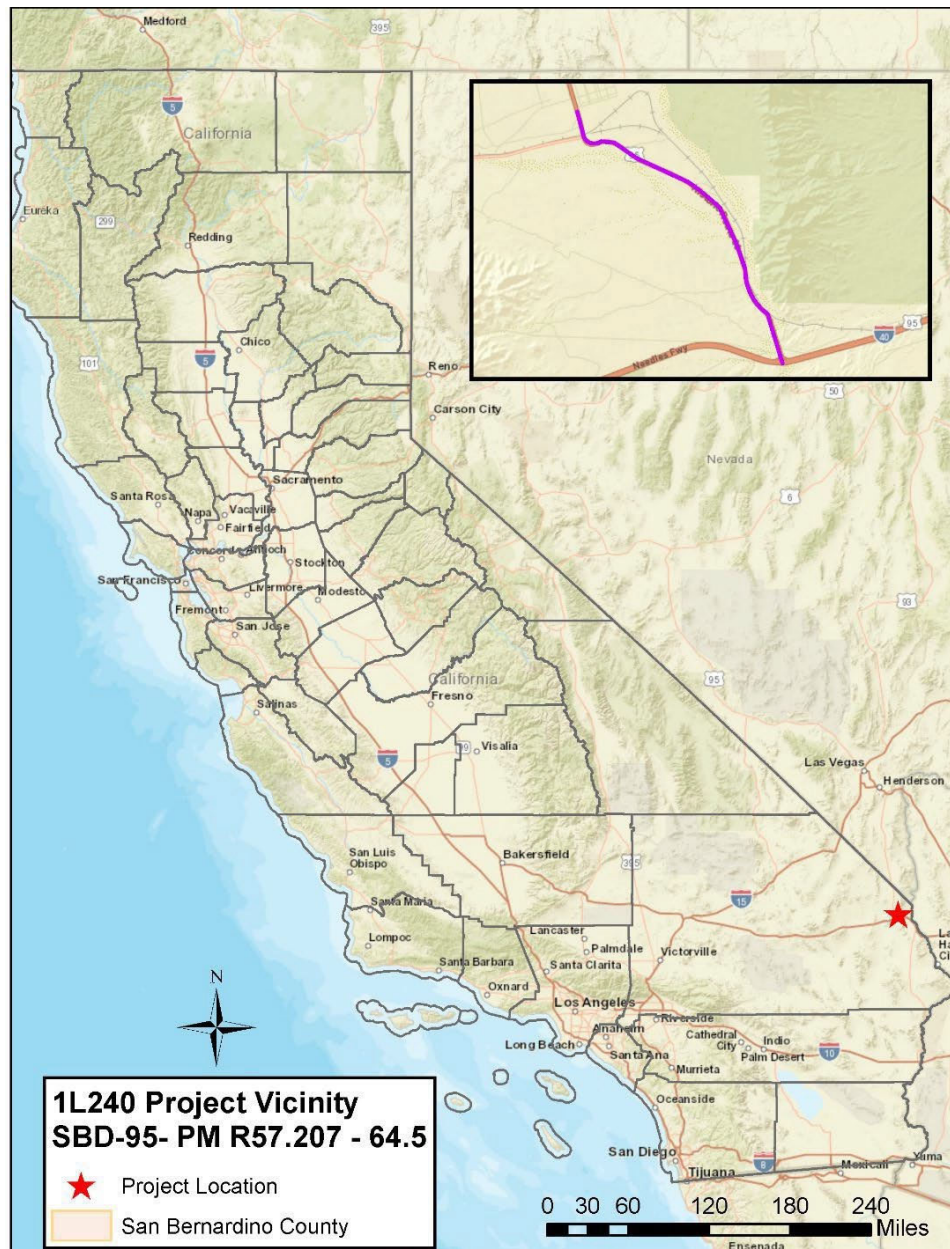 Medford
395
5
California
Eureka
299
Redding
95
40
Needles Fwy
95
Chico
5
101
Reno
50
Carson City
Nevada
6
Sacramento
Santa Rosa
Napa
Vacaville
Fairfield
Concord
Antioch
Stockton
San Francisco
Livermore
Modesto
Fremont
San Jose
93
95
California
Fresno
Salinas
99
Visalia
5
Las Vegas
Henderson
San Luis
Obispo
Bakersfield
395
15
Santa Maria
Lompoc
Lancaster
Palmdale
Victorville
Santa Barbara
Santa Clarita
Oxnard
Los Angeles
N
Riverside
Anaheim
Cathedral
City
Indio
Palm Desert
10
Long Beach
Santa Ana
Murrieta
Oceanside
San Diego
8
Tijuana
Mexicali
Yuma
Ensenada
1L240 Project Vicinity
SBD-95- PM R57.207 - 64.5
Project Location
San Bernardino County
0 30 60 120 180 240
Miles